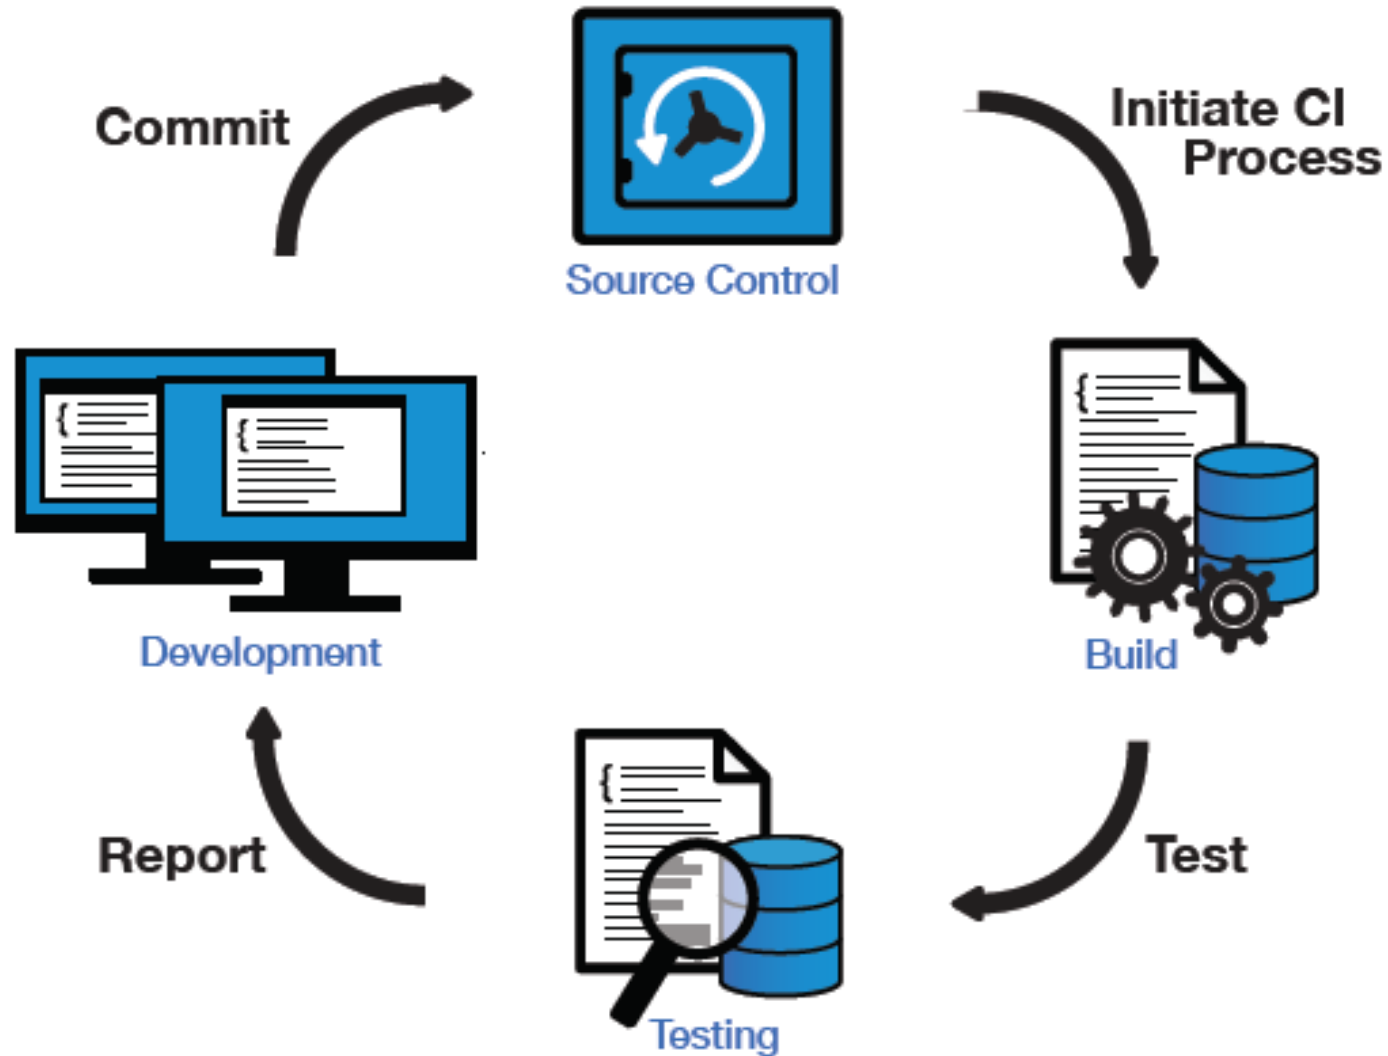 Commit
Initiate CI
Process
Source Control
Development
Build
Report
Test
Testing